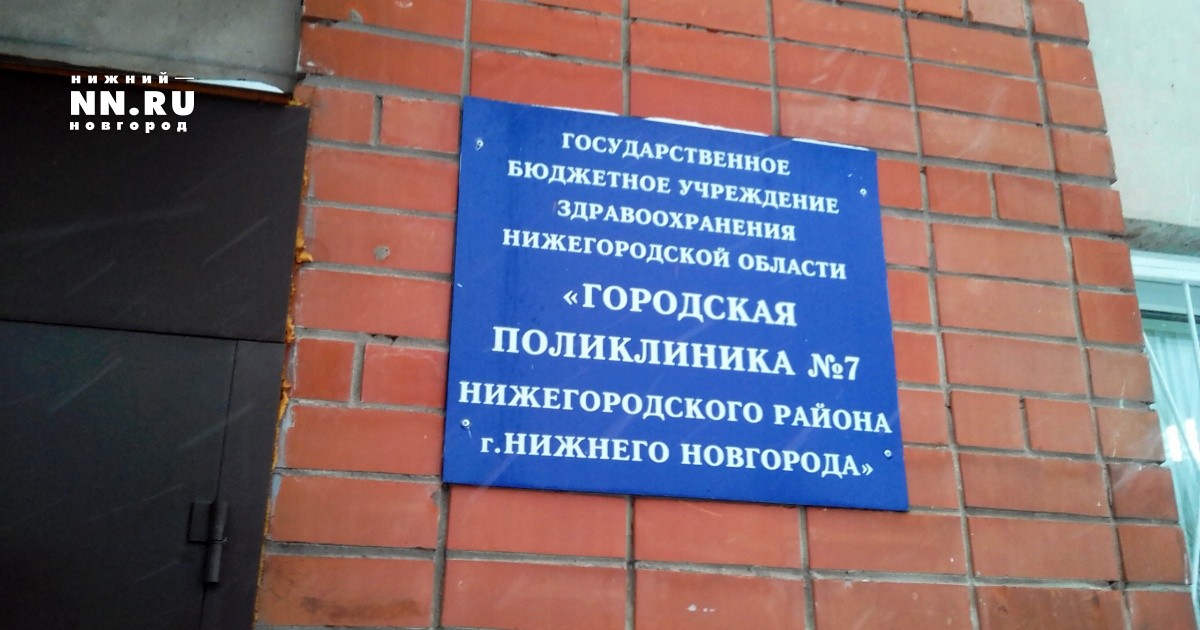 НИЖНИЙ
NN.RU
НОВГОРОД
ГОСУДАРСТВЕННОЕ
БЮДЖЕТНОЕ УЧРЕЖДЕНИЕ
ЗДРАВООХРАНЕНИЯ
НИЖЕГОРОДСКОЙ ОБЛАСТИ
«ГОРОДСКАЯ
ПОЛИКЛИНИКА №7
НИЖЕГОРОДСКОГО РАЙОНА
г.НИЖНЕГО НОВГОРОДА»